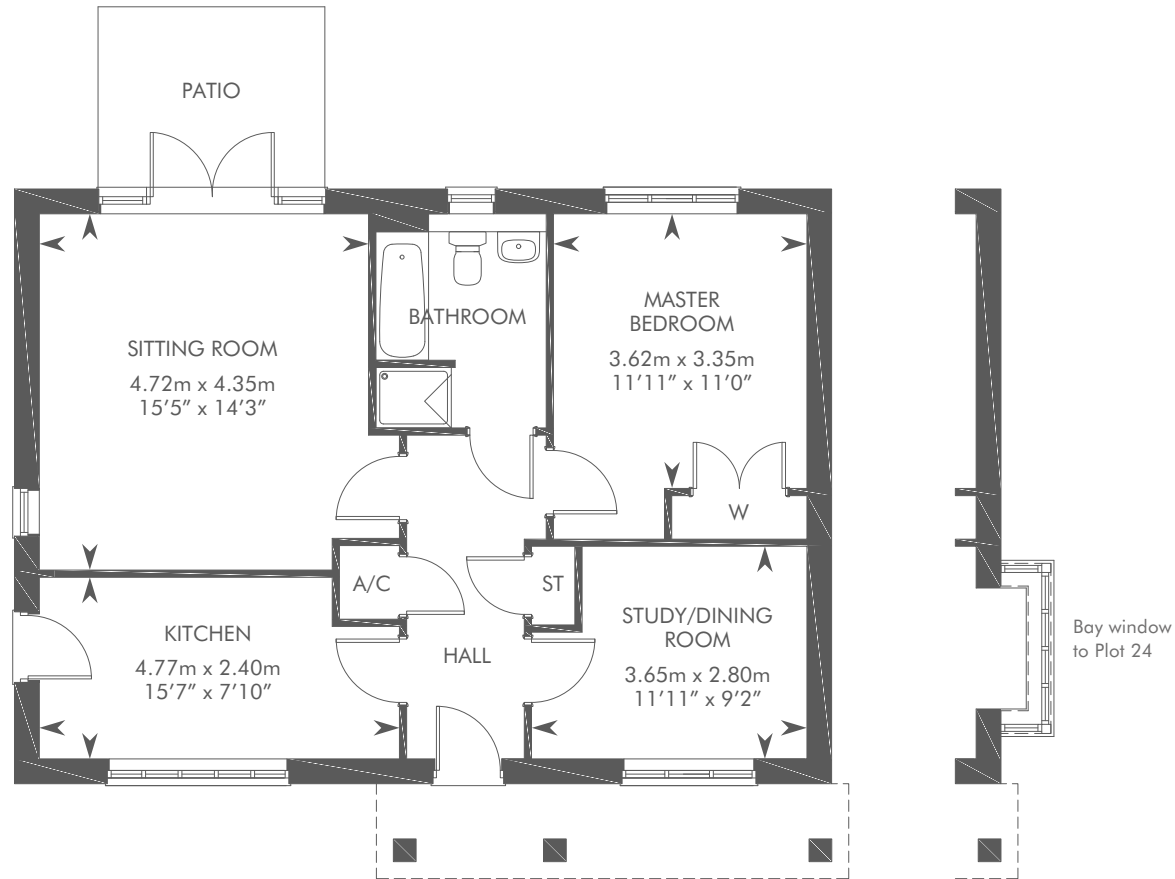 PATIO
SITTING ROOM
4.72m x 4.35m
15’5” x 14’3”
BATHROOM
MASTER
BEDROOM
3.62m x 3.35m
11’11” x 11’0”
W
A/C
ST
KITCHEN
4.77m x 2.40m
15’7” x 7’10”
HALL
STUDY/DINING
ROOM
3.65m x 2.80m
11’11” x 9’2”
Bay window
to Plot 24